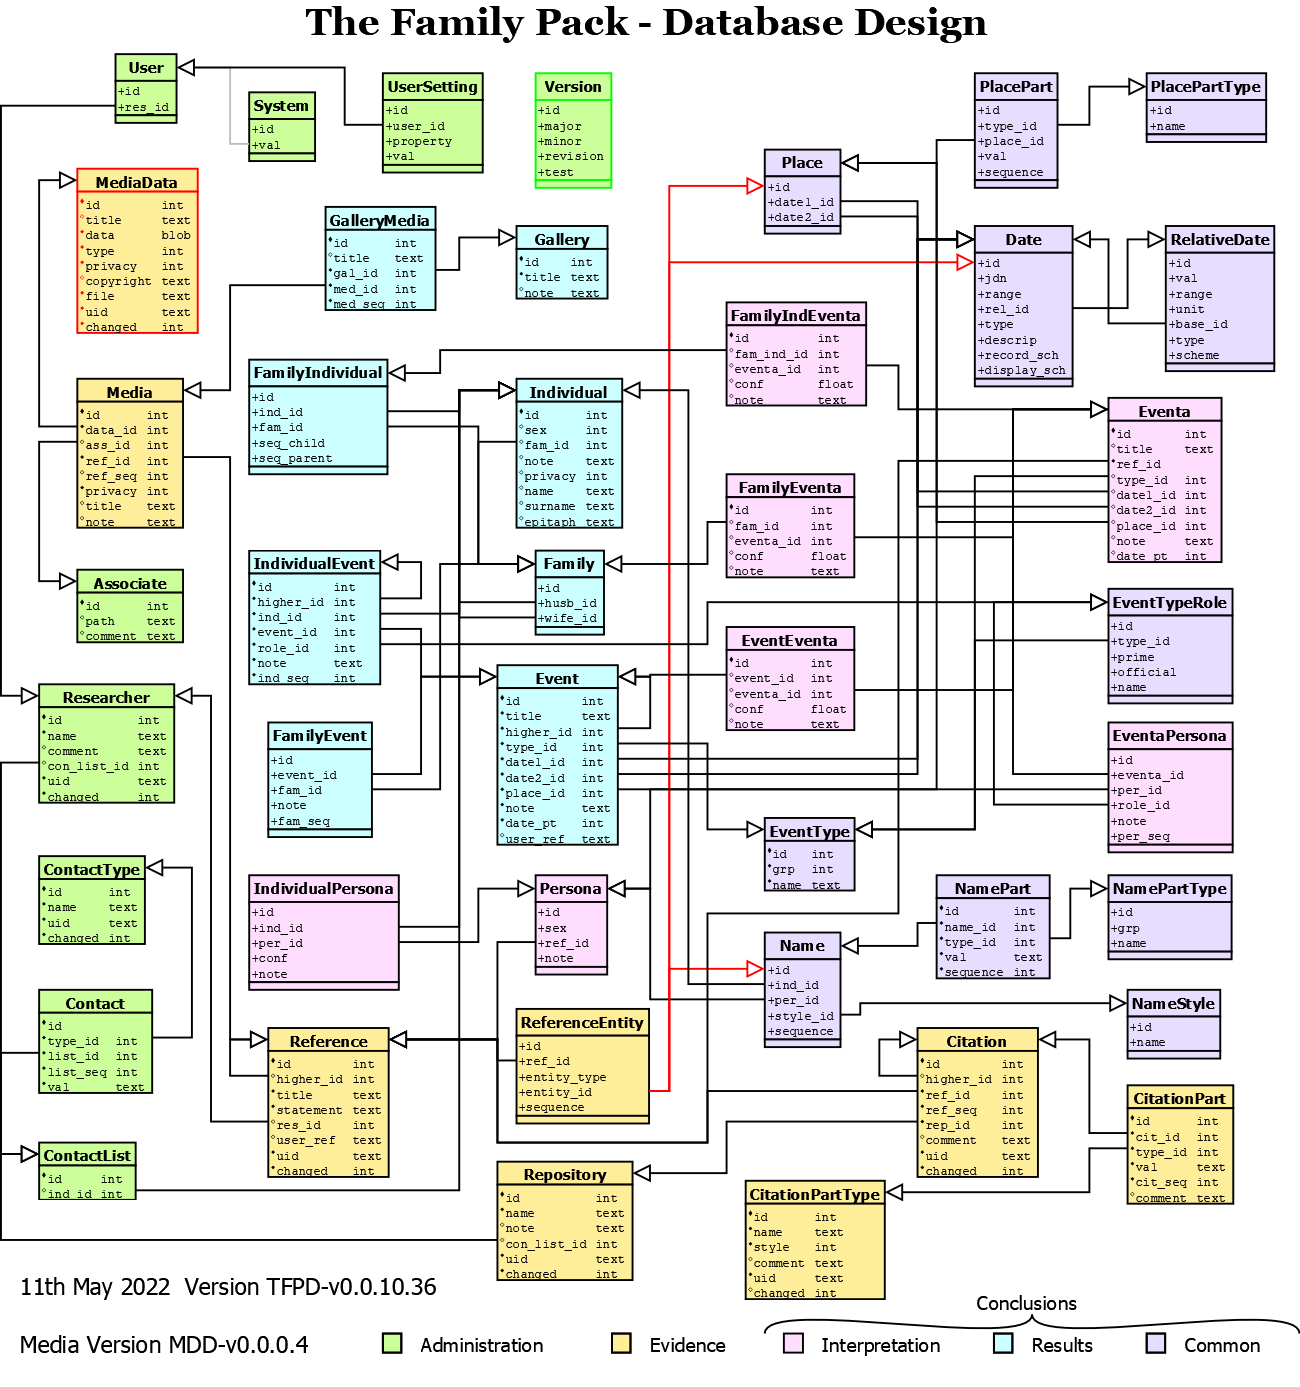 The Family Pack - Database Design
User
+id
+res_id
System
+id
+val
UserSetting
+id
+user_id
+property
+val
Version
+id
+major
+minor
+revision
+test
PlacePart
+id
+type_id
+place_id
+val
+sequence
PlacePartType
+id
+name
Place
+id
+date1_id
+date2_id
MediaData
id int
title text
data blob
type int
privacy int
copyright text
file text
uid text
changed int
GalleryMedia
id int
title text
gal_id int
med_id int
med_seq int
Gallery
id int
title text
note text
Date
+id
+jdn
+range
+rel_id
+type
+descrip
+record_sch
+display_sch
RelativeDate
+id
+val
+range
+unit
+base_id
+type
+scheme
FamilyIndEventa
id int
fam_ind_id int
eventa_id int
conf float
note text
FamilyIndividual
+id
+ind_id
+fam_id
+seq_child
+seq_parent
Media
id int
data_id int
ass_id int
ref_id int
ref_seq int
privacy int
title text
note text
Individual
id int
sex int
fam_id int
note text
privacy int
name text
surname text
epitaph text
Eventa
id int
title text
ref_id
type_id int
date1_id int
date2_id int
place_id int
note text
date_pt int
FamilyEventa
id int
fam_id int
eventa_id int
conf float
note text
IndividualEvent
id int
higher_id int
ind_id int
event_id int
role_id int
note text
ind_seq int
Family
+id
+husb_id
+wife_id
Associate
id int
path text
comment text
EventTypeRole
+id
+type_id
+prime
+official
+name
EventEventa
id int
event_id int
eventa_id int
conf float
note text
Event
id int
title text
higher_id int
type_id int
date1_id int
date2_id int
place_id int
note text
date_pt int
user_ref text
Researcher
id int
name text
comment text
con_list_id int
uid text
changed int
FamilyEvent
+id
+event_id
+fam_id
+note
+fam_seq
EventaPersona
+id
+eventa_id
+per_id
+role_id
+note
+per_seq
EventType
id int
grp int
name text
ContactType
id int
name text
uid text
changed int
IndividualPersona
+id
+ind_id
+per_id
+conf
+note
Persona
+id
+sex
+ref_id
+note
NamePart
id int
name_id int
type_id int
val text
sequence int
NamePartType
+id
+grp
+name
Name
+id
+ind_id
+per_id
+style_id
+sequence
Contact
id
type_id int
list_id int
list_seq int
val text
NameStyle
+id
+name
Reference
id int
higher_id int
title text
statement text
res_id int
user_ref text
uid text
changed int
ReferenceEntity
+id
+ref_id
+entity_type
+entity_id
+sequence
Citation
id int
higher_id int
ref_id int
ref_seq int
rep_id int
comment text
uid text
changed int
CitationPart
id int
cit_id int
type_id int
val text
cit_seq int
comment text
ContactList
id int
ind_id int
Repository
id int
name text
note text
con_list_id int
uid text
changed int
CitationPartType
id int
name text
style int
comment text
uid text
changed int
11th May 2022 Version TFPD-v0.0.10.36
Conclusions
Media Version MDD-v0.0.0.4
Administration
Evidence
Interpretation
Results
Common